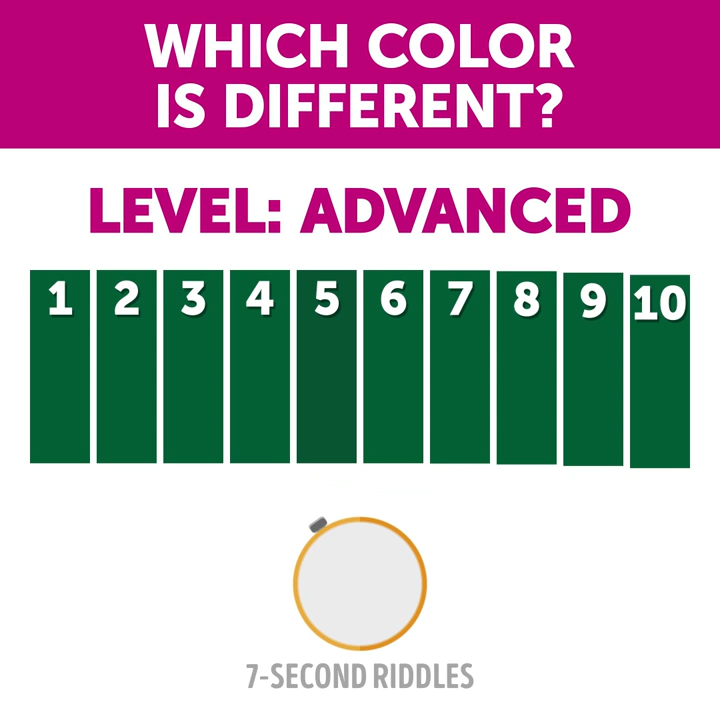 WHICH COLOR
IS DIFFERENT?
LEVEL: ADVANCED
1 2 3 4 5 6 7 8 9 10
7-SECOND RIDDLES